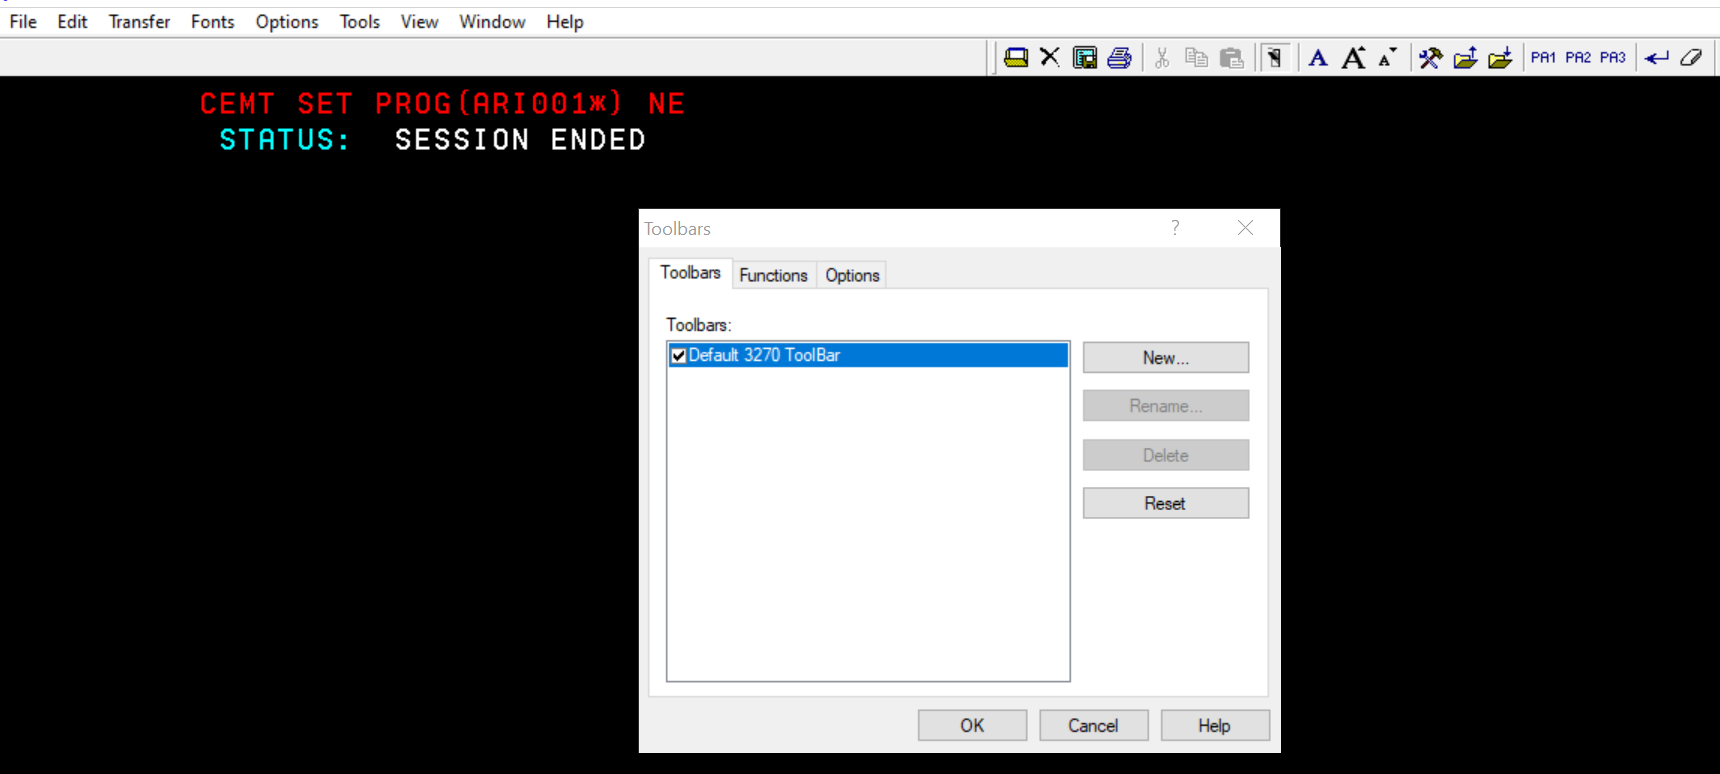 File Edit Transfer Fonts Options Tools View Window Help
A A A PA1 PA2 PA3
CEMT SET PROG(ARI001*) NE
STATUS: SESSION ENDED
Toolbars ?
Toolbars Functions Options
Toolbars:
Default 3270 ToolBar
New...
Rename...
Delete
Reset
OK Cancel Help